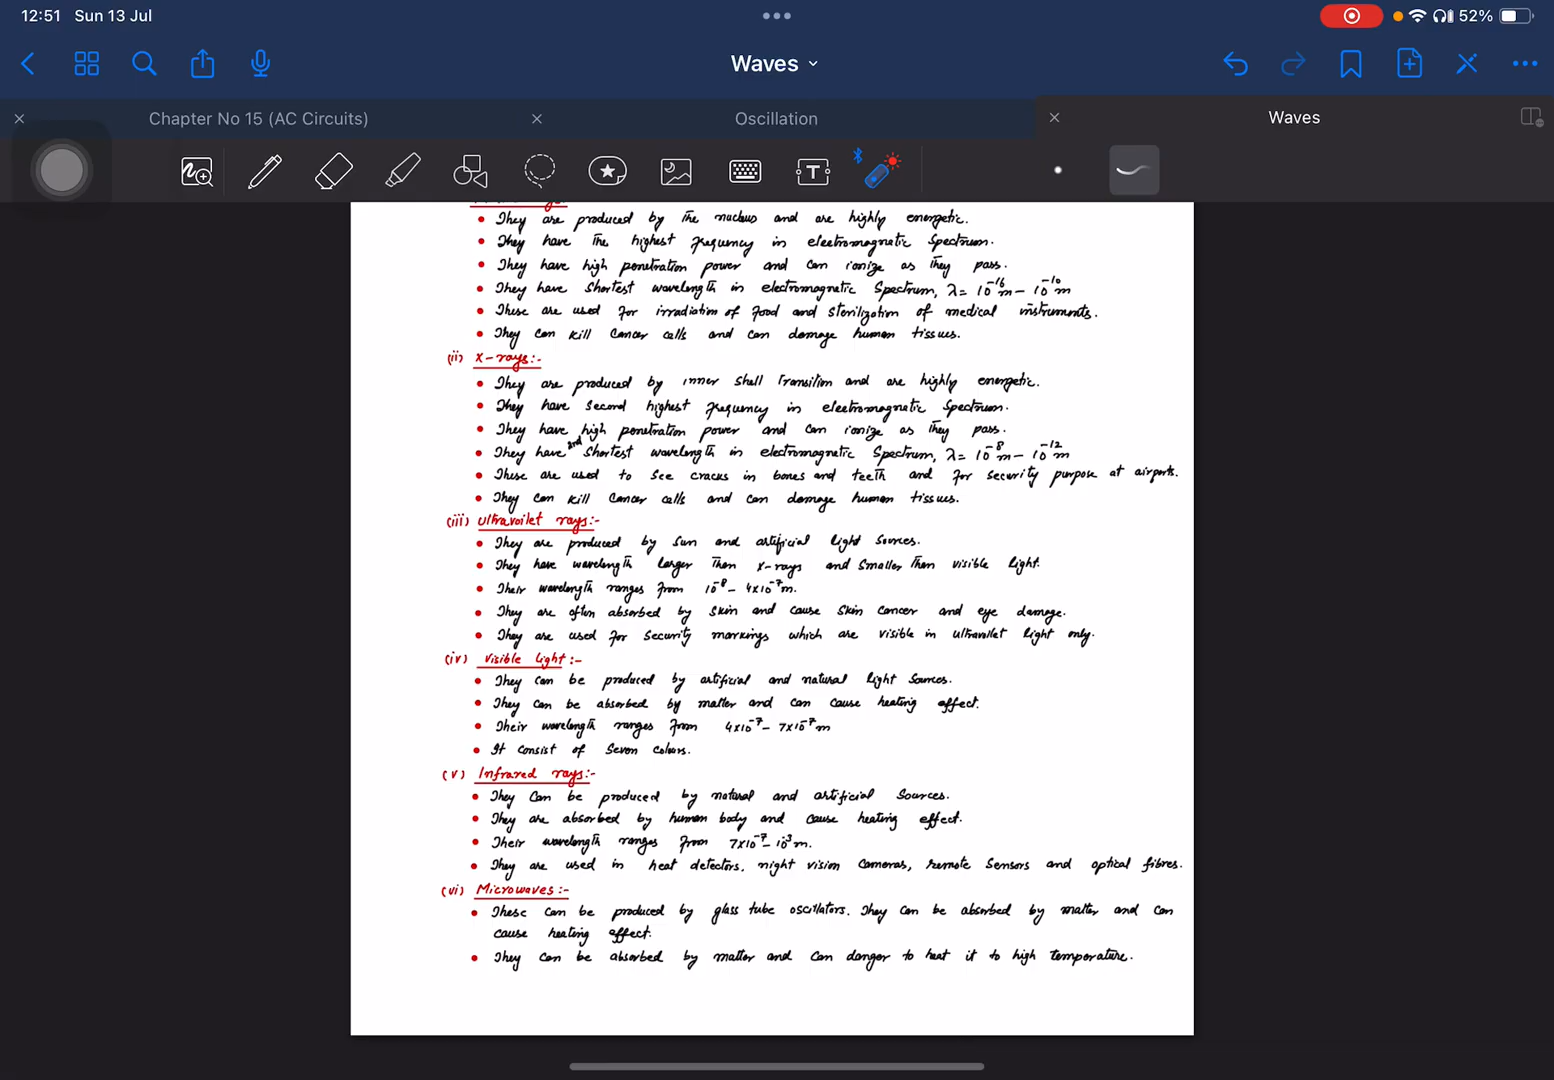 12:51 Sun 13 Jul
52%
Waves
Chapter No 15 (AC Circuits)
Oscillation
Waves
T
• They are produced by the nucleus and are highly energetic.
• They have the highest frequency in electromagnetic Spectrum.
• They have high penetration power and can ionize as they pass.
• They have shortest wavelength in electromagnetic Spectrum, λ= 10⁻¹⁶m – 10⁻¹⁰m
• These are used for irradiation of food and sterilization of medical instruments.
• They can kill cancer cells and can damage human tissues.
(ii) X-rays:-
• They are produced by inner shell transition and are highly energetic.
• They have second highest frequency in electromagnetic Spectrum.
• They have high penetration power and can ionize as they pass.
• They have 2nd shortest wavelength in electromagnetic Spectrum, λ= 10⁻⁸m – 10⁻¹²m
• These are used to see cracks in bones and teeth and for security purpose at airports.
• They can kill cancer cells and can damage human tissues.
(iii) Ultravoilet rays:-
• They are produced by Sun and artificial light sources.
• They have wavelength larger then X-rays and smaller then visible light.
• Their wavelength ranges from 10⁻⁸ – 4x10⁻⁷m.
• They are often absorbed by skin and cause skin cancer and eye damage.
• They are used for security markings which are visible in ultravoilet light only.
(iv) Visible light:-
• They can be produced by artificial and natural light sources.
• They can be absorbed by matter and can cause heating effect.
• Their wavelength ranges from 4x10⁻⁷ – 7x10⁻⁷m
• It consist of seven colours.
(v) Infrared rays:-
• They can be produced by natural and artificial sources.
• They are absorbed by human body and cause heating effect.
• Their wavelength ranges from 7x10⁻⁷ – 10⁻³m.
• They are used in heat detectors, night vision cameras, remote sensors and optical fibres.
(vi) Microwaves:-
• These can be produced by glass tube oscillators. They can be absorbed by matter and can
cause heating effect.
• They can be absorbed by matter and can danger to heat it to high temperature.